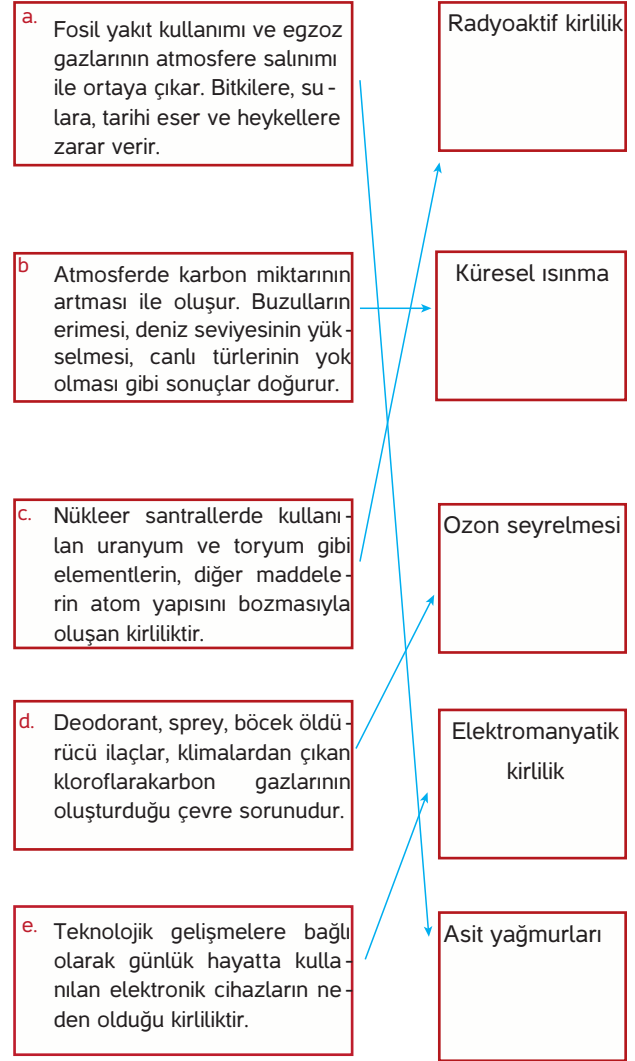 a.
Fosil yakıt kullanımı ve egzoz
gazlarının atmosfere salınımı
ile ortaya çıkar. Bitkilere, su-
lara, tarihi eser ve heykellere
zarar verir.
Radyoaktif kirlilik
b
Atmosferde karbon miktarının
artması ile oluşur. Buzulların
erimesi, deniz seviyesinin yük-
selmesi, canlı türlerinin yok
olması gibi sonuçlar doğurur.
Küresel ısınma
c.
Nükleer santrallerde kullanı-
lan uranyum ve toryum gibi
elementlerin, diğer maddele-
rin atom yapısını bozmasıyla
oluşan kirliliktir.
Ozon seyrelmesi
d.
Deodorant, sprey, böcek öldü-
rücü ilaçlar, klimalardan çıkan
kloroflarakarbon gazlarının
oluşturduğu çevre sorunudur.
Elektromanyatik
kirlilik
e.
Teknolojik gelişmelere bağlı
olarak günlük hayatta kulla-
nılan elektronik cihazların ne-
den olduğu kirliliktir.
Asit yağmurları